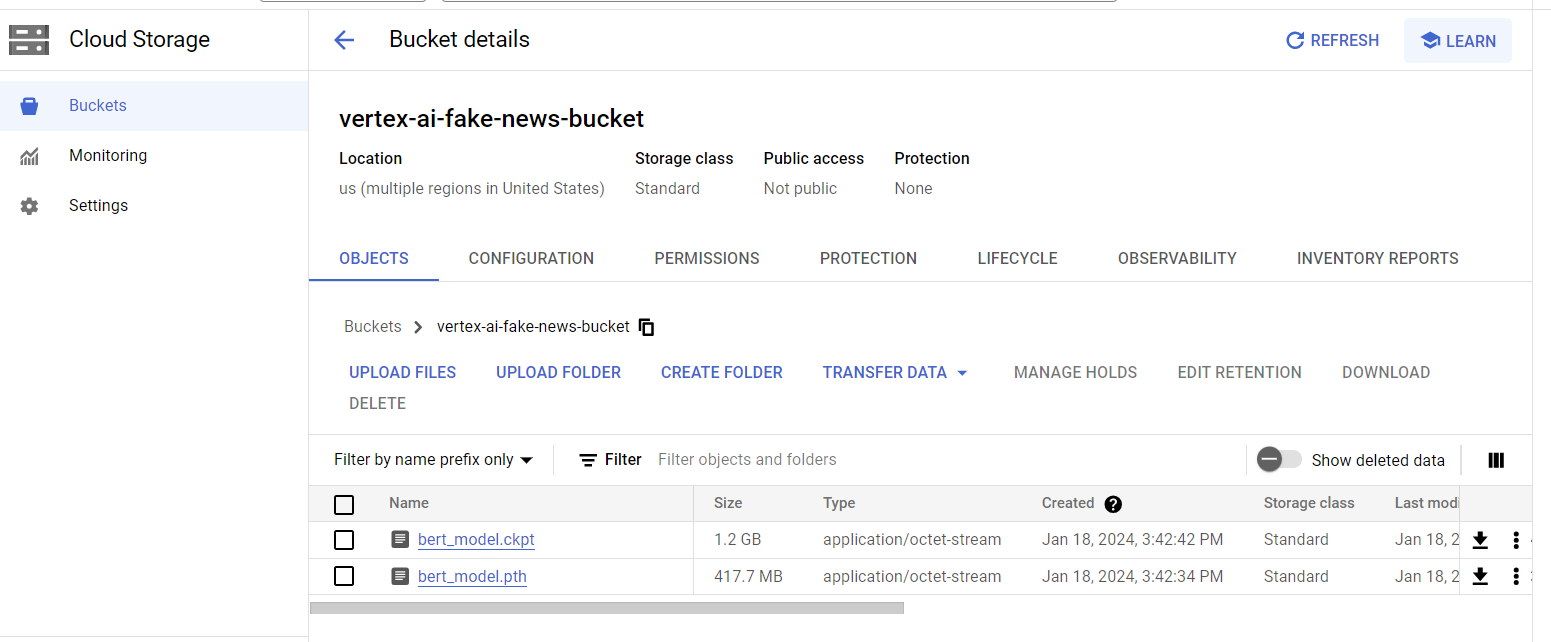 Cloud Storage
Bucket details
REFRESH
LEARN
Buckets
Monitoring
Settings
vertex-ai-fake-news-bucket
Location Storage class Public access Protection
us (multiple regions in United States) Standard Not public None
OBJECTS CONFIGURATION PERMISSIONS PROTECTION LIFECYCLE OBSERVABILITY INVENTORY REPORTS
Buckets > vertex-ai-fake-news-bucket
UPLOAD FILES UPLOAD FOLDER CREATE FOLDER TRANSFER DATA MANAGE HOLDS EDIT RETENTION DOWNLOAD
DELETE
Filter by name prefix only Filter Filter objects and folders Show deleted data
Name Size Type Created Storage class Last modi
bert_model.ckpt 1.2 GB application/octet-stream Jan 18, 2024, 3:42:42 PM Standard Jan 18, 2
bert_model.pth 417.7 MB application/octet-stream Jan 18, 2024, 3:42:34 PM Standard Jan 18, 2